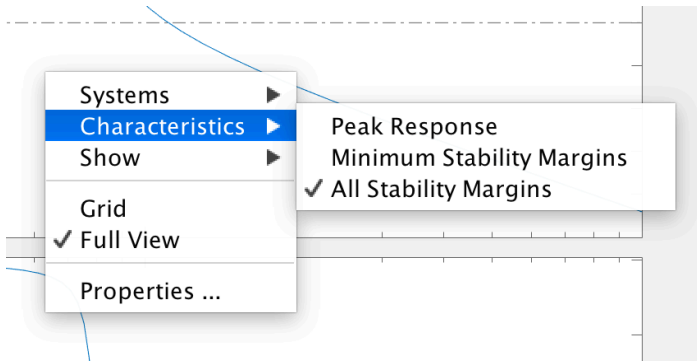 Systems
Characteristics
Show
Grid
Full View
Properties ...
Peak Response
Minimum Stability Margins
All Stability Margins